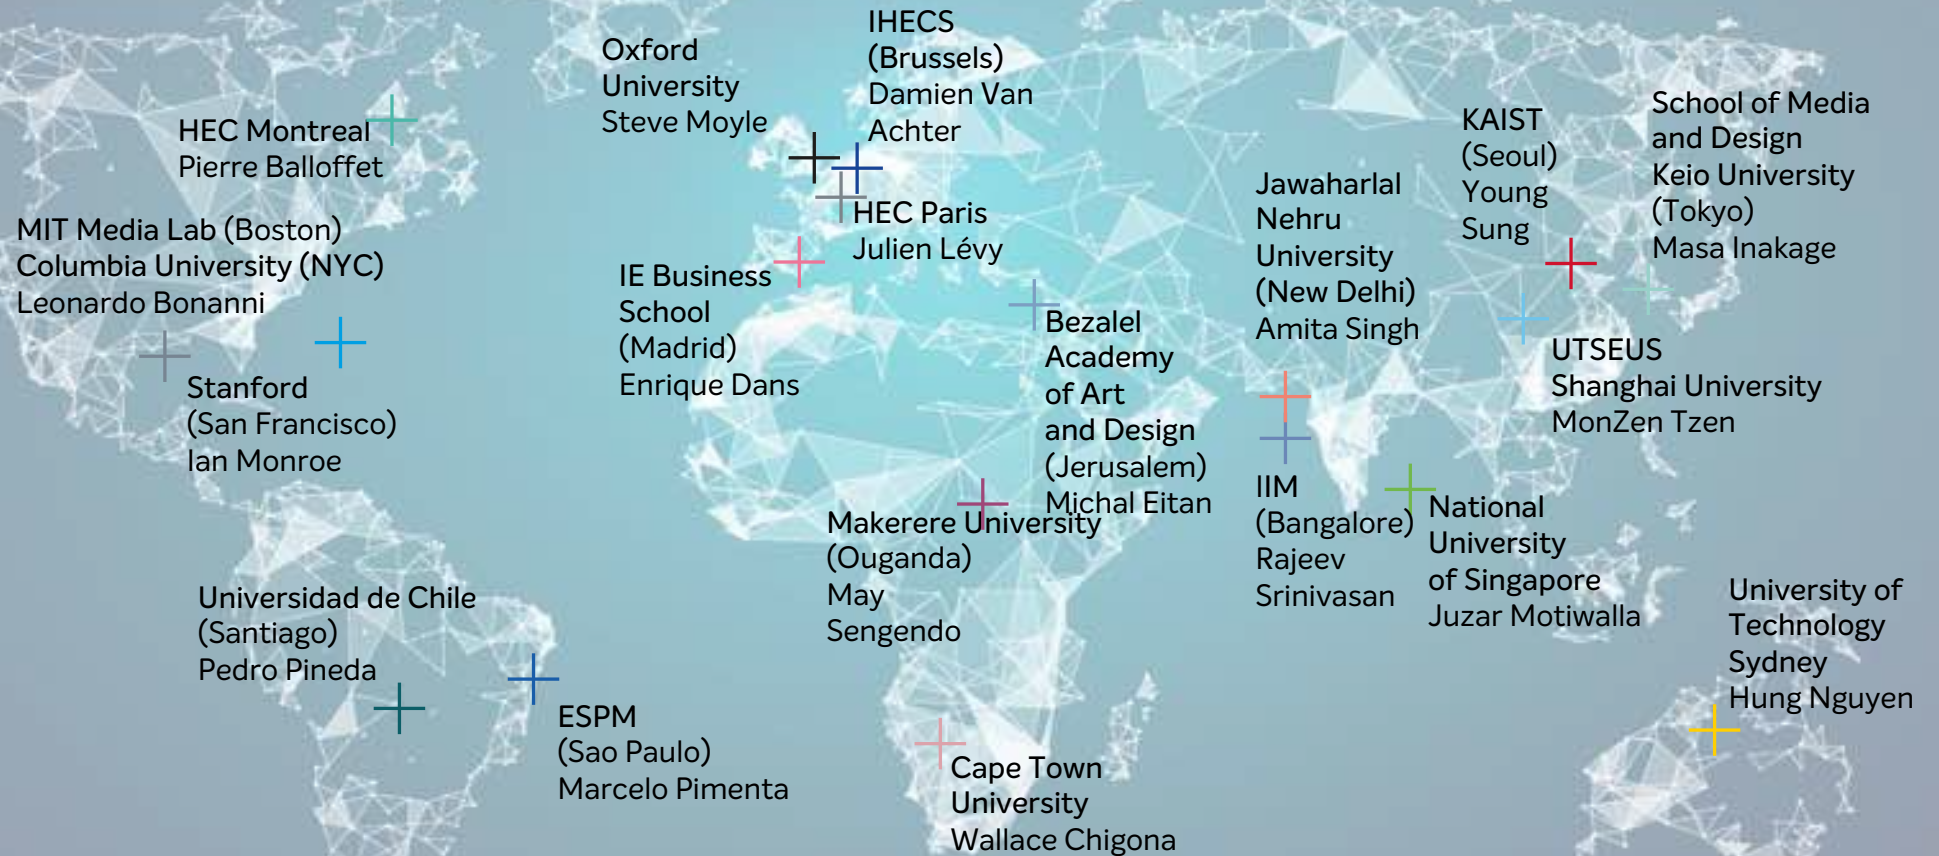 HEC Montreal
Pierre Balloffet
MIT Media Lab (Boston)
Columbia University (NYC)
Leonardo Bonanni
Stanford
(San Francisco)
Ian Monroe
Universidad de Chile
(Santiago)
Pedro Pineda
ESPM
(Sao Paulo)
Marcelo Pimenta
Oxford
University
Steve Moyle
IHECS
(Brussels)
Damien Van
Achter
HEC Paris
Julien Lévy
IE Business
School
(Madrid)
Enrique Dans
Bezalel
Academy
of Art
and Design
(Jerusalem)
Michal Eitan
Makerere University
(Ouganda)
May
Sengendo
Cape Town
University
Wallace Chigona
Jawaharlal
Nehru
University
(New Delhi)
Amita Singh
IIM
(Bangalore)
Rajeev
Srinivasan
KAIST
(Seoul)
Young
Sung
School of Media
and Design
Keio University
(Tokyo)
Masa Inakage
UTSEUS
Shanghai University
MonZen Tzen
National
University
of Singapore
Juzar Motiwalla
University of
Technology
Sydney
Hung Nguyen